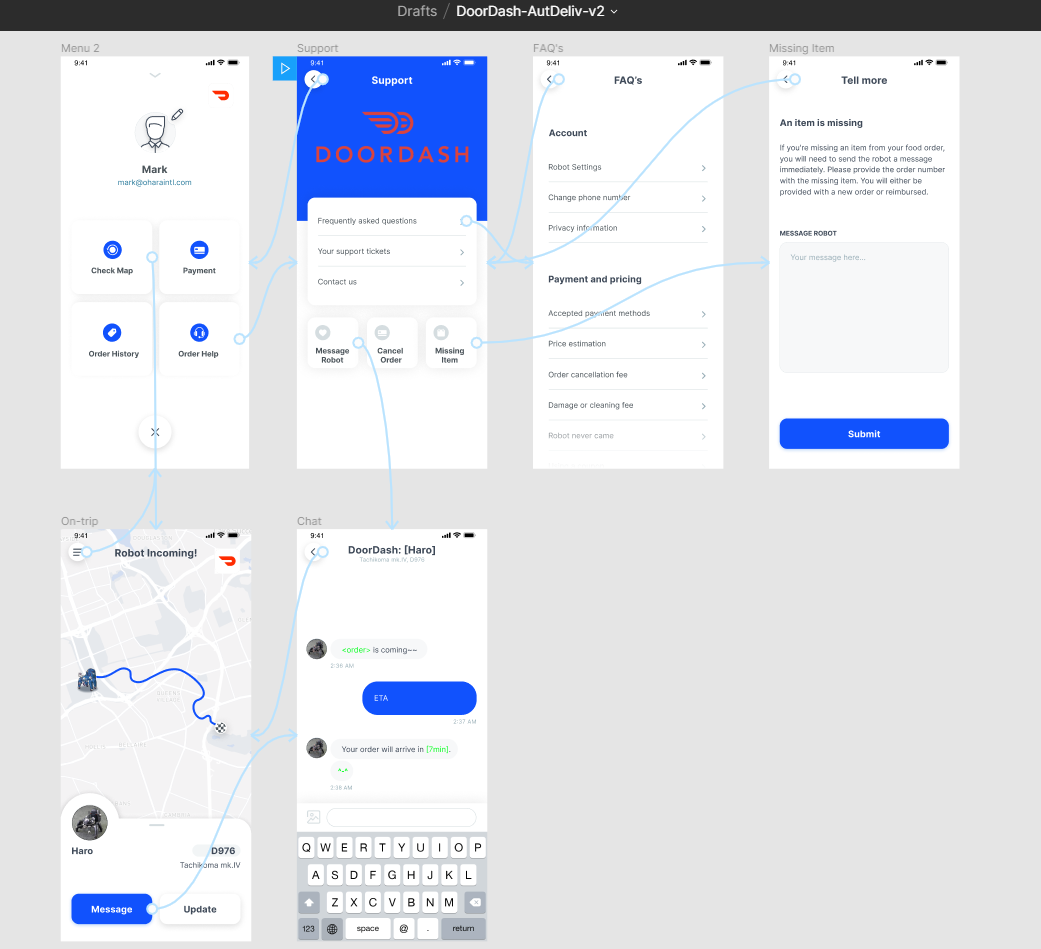 Drafts / DoorDash-AutDeliv-v2
Menu 2
9:41
Mark
mark@oharaintl.com
Check Map
Payment
Order History
Order Help
Support
9:41
Support
DOORDASH
Frequently asked questions
Your support tickets
Contact us
Message
Robot
Cancel
Order
Missing
Item
FAQ's
9:41
FAQ's
Account
Robot Settings
Change phone number
Privacy information
Payment and pricing
Accepted payment methods
Price estimation
Order cancellation fee
Damage or cleaning fee
Robot never came
Missing Item
9:41
Tell more
An item is missing
If you're missing an item from your food order,
you will need to send the robot a message
immediately. Please provide the order number
with the missing item. You will either be
provided with a new order or reimbursed.
MESSAGE ROBOT
Your message here...
Submit
On-trip
9:41
Robot Incoming!
Haro
D976
Tachikoma mk.IV
Message
Update
Chat
9:41
DoorDash: [Haro]
Tachikoma mk.IV, D976
<order> is coming~~
2:36 AM
ETA
2:37 AM
Your order will arrive in [7min].
^-^
2:38 AM
Q W E R T Y U I O P
A S D F G H J K L
Z X C V B N M
123 space @ . return